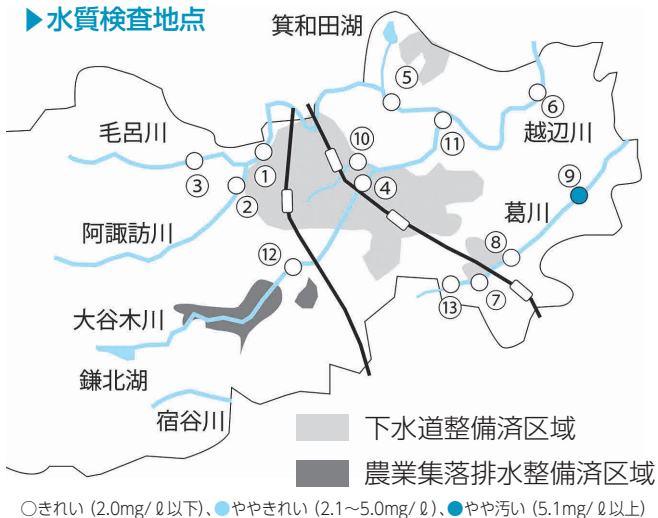 ▶水質検査地点
箕和田湖
⑤
⑥
毛呂川
⑩
⑪
越辺川
①
③
②
④
⑨
阿諏訪川
葛川
⑧
⑫
大谷木川
⑬
⑦
鎌北湖
宿谷川
下水道整備済区域
農業集落排水整備済区域
○きれい (2.0mg/ℓ以下)、●ややきれい (2.1～5.0mg/ℓ)、●やや汚い (5.1mg/ℓ以上)